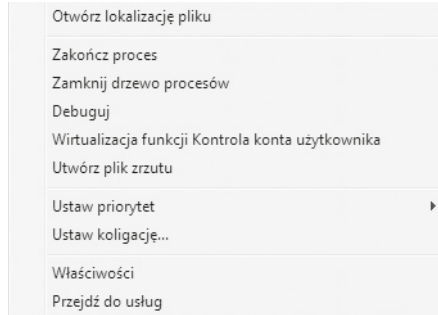 Otwórz lokalizację pliku
Zakończ proces
Zamknij drzewo procesów
Debuguj
Wirtualizacja funkcji Kontrola konta użytkownika
Utwórz plik zrzutu
Ustaw priorytet
Ustaw koligację...
Właściwości
Przejdź do usług